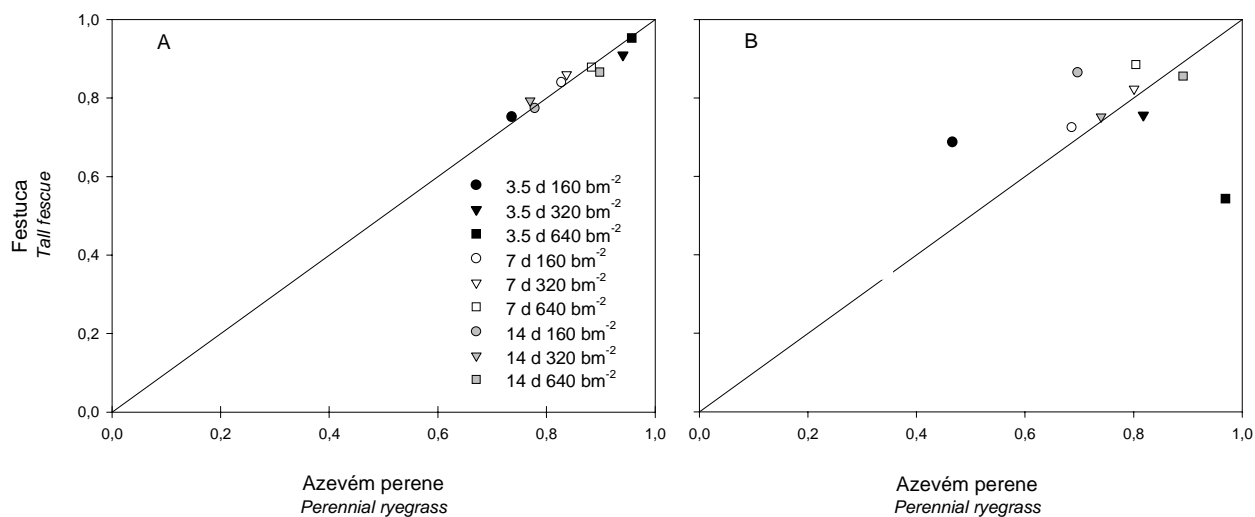 1,0
0,8
0,6
0,4
0,2
0,0
Festuca
Tall fescue
A
3.5 d 160 bm-2
3.5 d 320 bm-2
3.5 d 640 bm-2
7 d 160 bm-2
7 d 320 bm-2
7 d 640 bm-2
14 d 160 bm-2
14 d 320 bm-2
14 d 640 bm-2
0,0 0,2 0,4 0,6 0,8 1,0
Azevém perene
Perennial ryegrass
B
0,0 0,2 0,4 0,6 0,8 1,0
Azevém perene
Perennial ryegrass